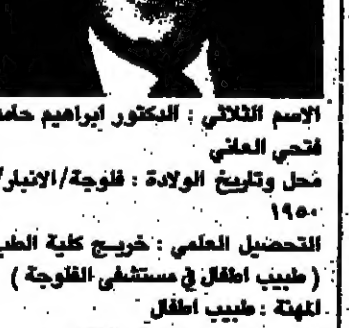 الاسم الثلاثي : الدكتور ابراهيم حامد
فتحي العاني
محل وتاريخ الولادة : فلوجة/الانبار/
١٩٥٠
التحصيل العلمي : خريج كلية الطب
( طبيب اطفال في مستشفى الفلوجة )
المهنة : طبيب اطفال